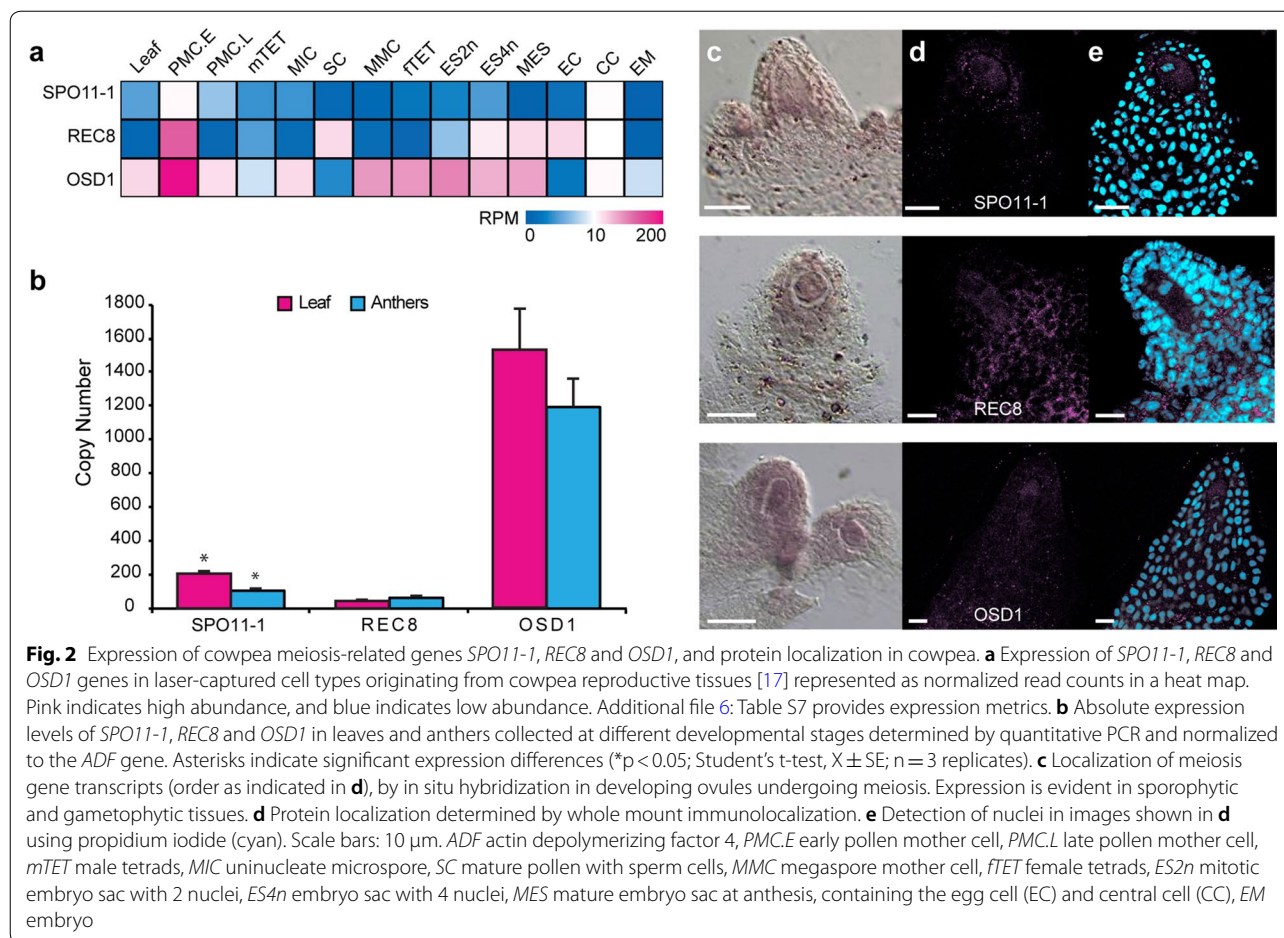 a
Leaf PMC.E PMC.L mTET MIC SC MMC fTET ES2n ES4n MES EC CC EM
SPO11-1
REC8
OSD1
RPM
0 10 200
b
Leaf Anthers
Copy Number
1800
1600
1400
1200
1000
800
600
400
200
0
* *
SPO11-1 REC8 OSD1
c d e
SPO11-1
REC8
OSD1
Fig. 2 Expression of cowpea meiosis-related genes SPO11-1, REC8 and OSD1, and protein localization in cowpea. a Expression of SPO11-1, REC8 and
OSD1 genes in laser-captured cell types originating from cowpea reproductive tissues [17] represented as normalized read counts in a heat map.
Pink indicates high abundance, and blue indicates low abundance. Additional file 6: Table S7 provides expression metrics. b Absolute expression
levels of SPO11-1, REC8 and OSD1 in leaves and anthers collected at different developmental stages determined by quantitative PCR and normalized
to the ADF gene. Asterisks indicate significant expression differences (*p < 0.05; Student's t-test, X ± SE; n = 3 replicates). c Localization of meiosis
gene transcripts (order as indicated in d), by in situ hybridization in developing ovules undergoing meiosis. Expression is evident in sporophytic
and gametophytic tissues. d Protein localization determined by whole mount immunolocalization. e Detection of nuclei in images shown in d
using propidium iodide (cyan). Scale bars: 10 µm. ADF actin depolymerizing factor 4, PMC.E early pollen mother cell, PMC.L late pollen mother cell,
mTET male tetrads, MIC uninucleate microspore, SC mature pollen with sperm cells, MMC megaspore mother cell, fTET female tetrads, ES2n mitotic
embryo sac with 2 nuclei, ES4n embryo sac with 4 nuclei, MES mature embryo sac at anthesis, containing the egg cell (EC) and central cell (CC), EM
embryo